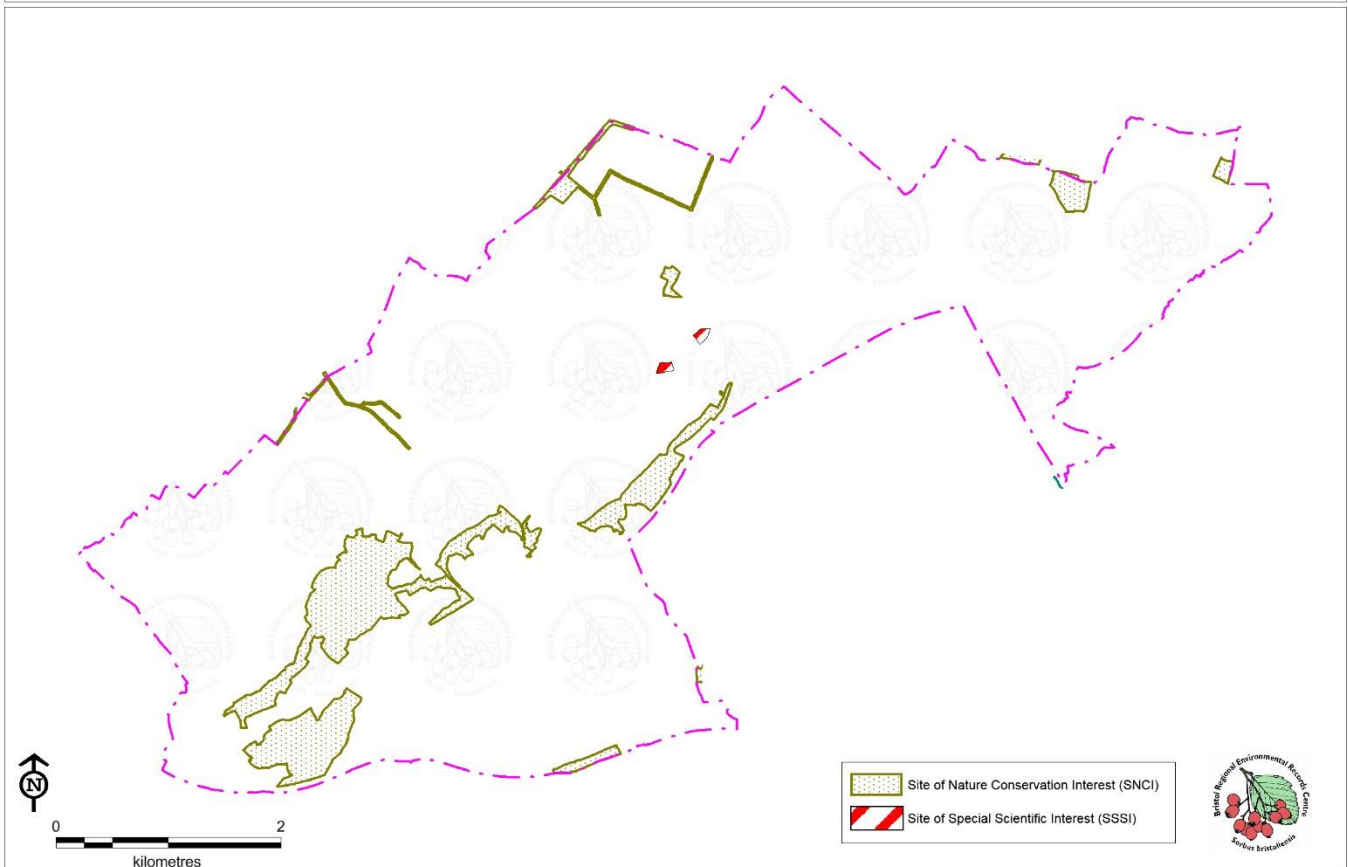 N
0 2
kilometres
Site of Nature Conservation Interest (SNCI)
Site of Special Scientific Interest (SSSI)
Bristol Regional Environmental Records Centre
Sorbus bristoliensis